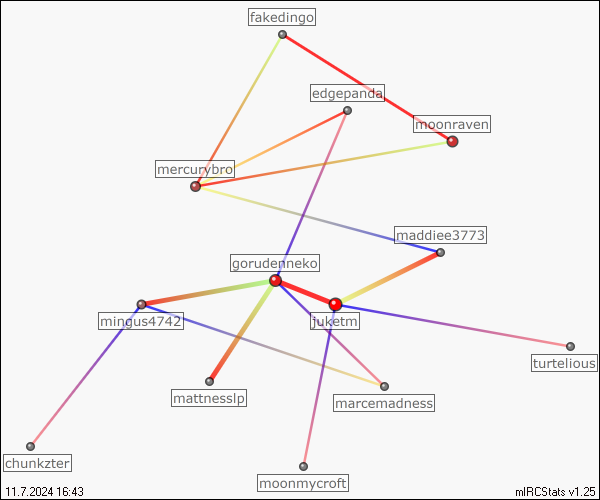 fakedingo
edgepanda
moonraven
mercurybro
maddiee3773
gorudenneko
mingus4742
juketm
turtelious
mattnesslp
marcemadness
chunkzter
moonmycroft
11.7.2024 16:43
mIRCStats v1.25